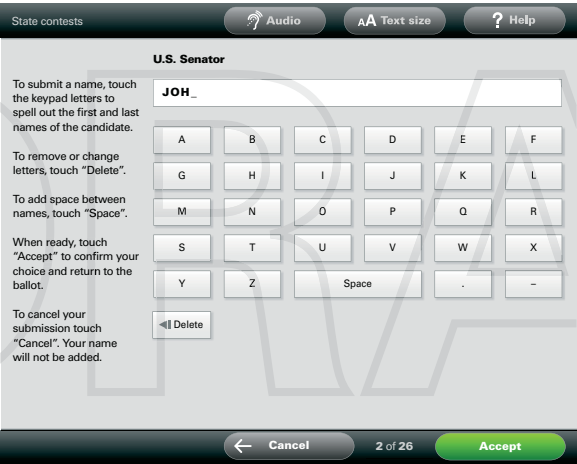 State contests
Audio
AA Text size
? Help
U.S. Senator
To submit a name, touch
the keypad letters to
spell out the first and last
names of the candidate.
To remove or change
letters, touch “Delete”.
To add space between
names, touch “Space”.
When ready, touch
“Accept” to confirm your
choice and return to the
ballot.
To cancel your
submission touch
“Cancel”. Your name
will not be added.
JOH_
A B C D E F
G H I J K L
M N O P Q R
S T U V W X
Y Z Space . –
Delete
Cancel
2 of 26
Accept